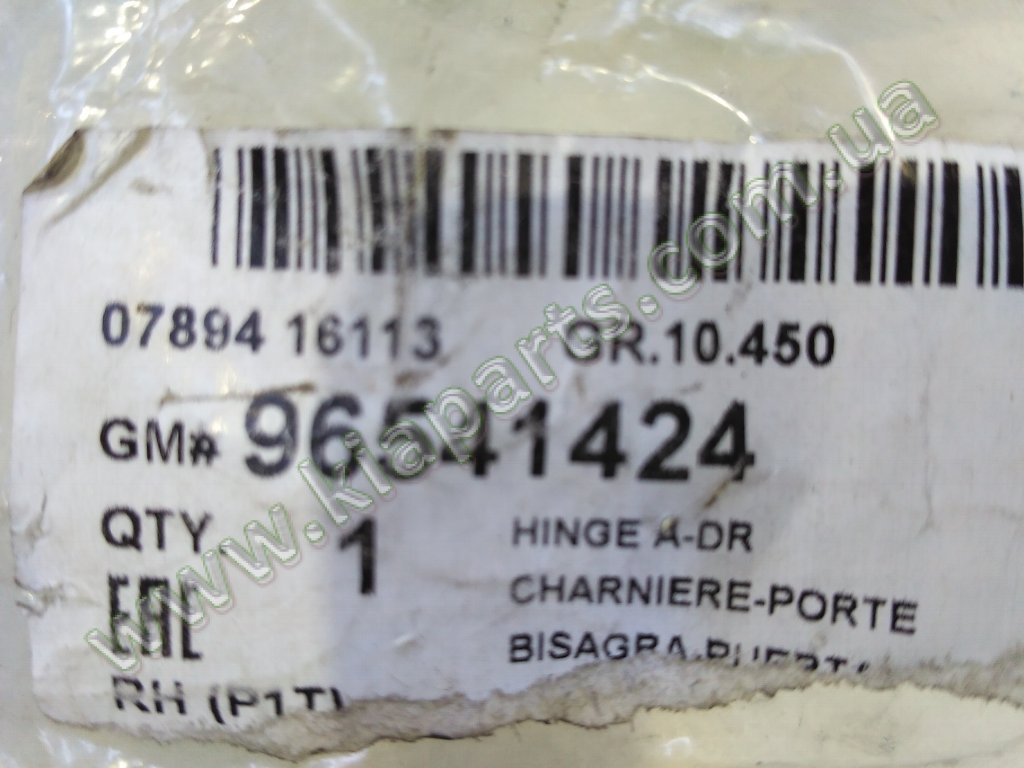 07894 16113 GR.10.450
GM# 96541424
QTY. 1 HINGE A-DR
EAC CHARNIERE-PORTE
BISAGRA-PUERTA
RH (P1T)
www.kiaparts.com.ua